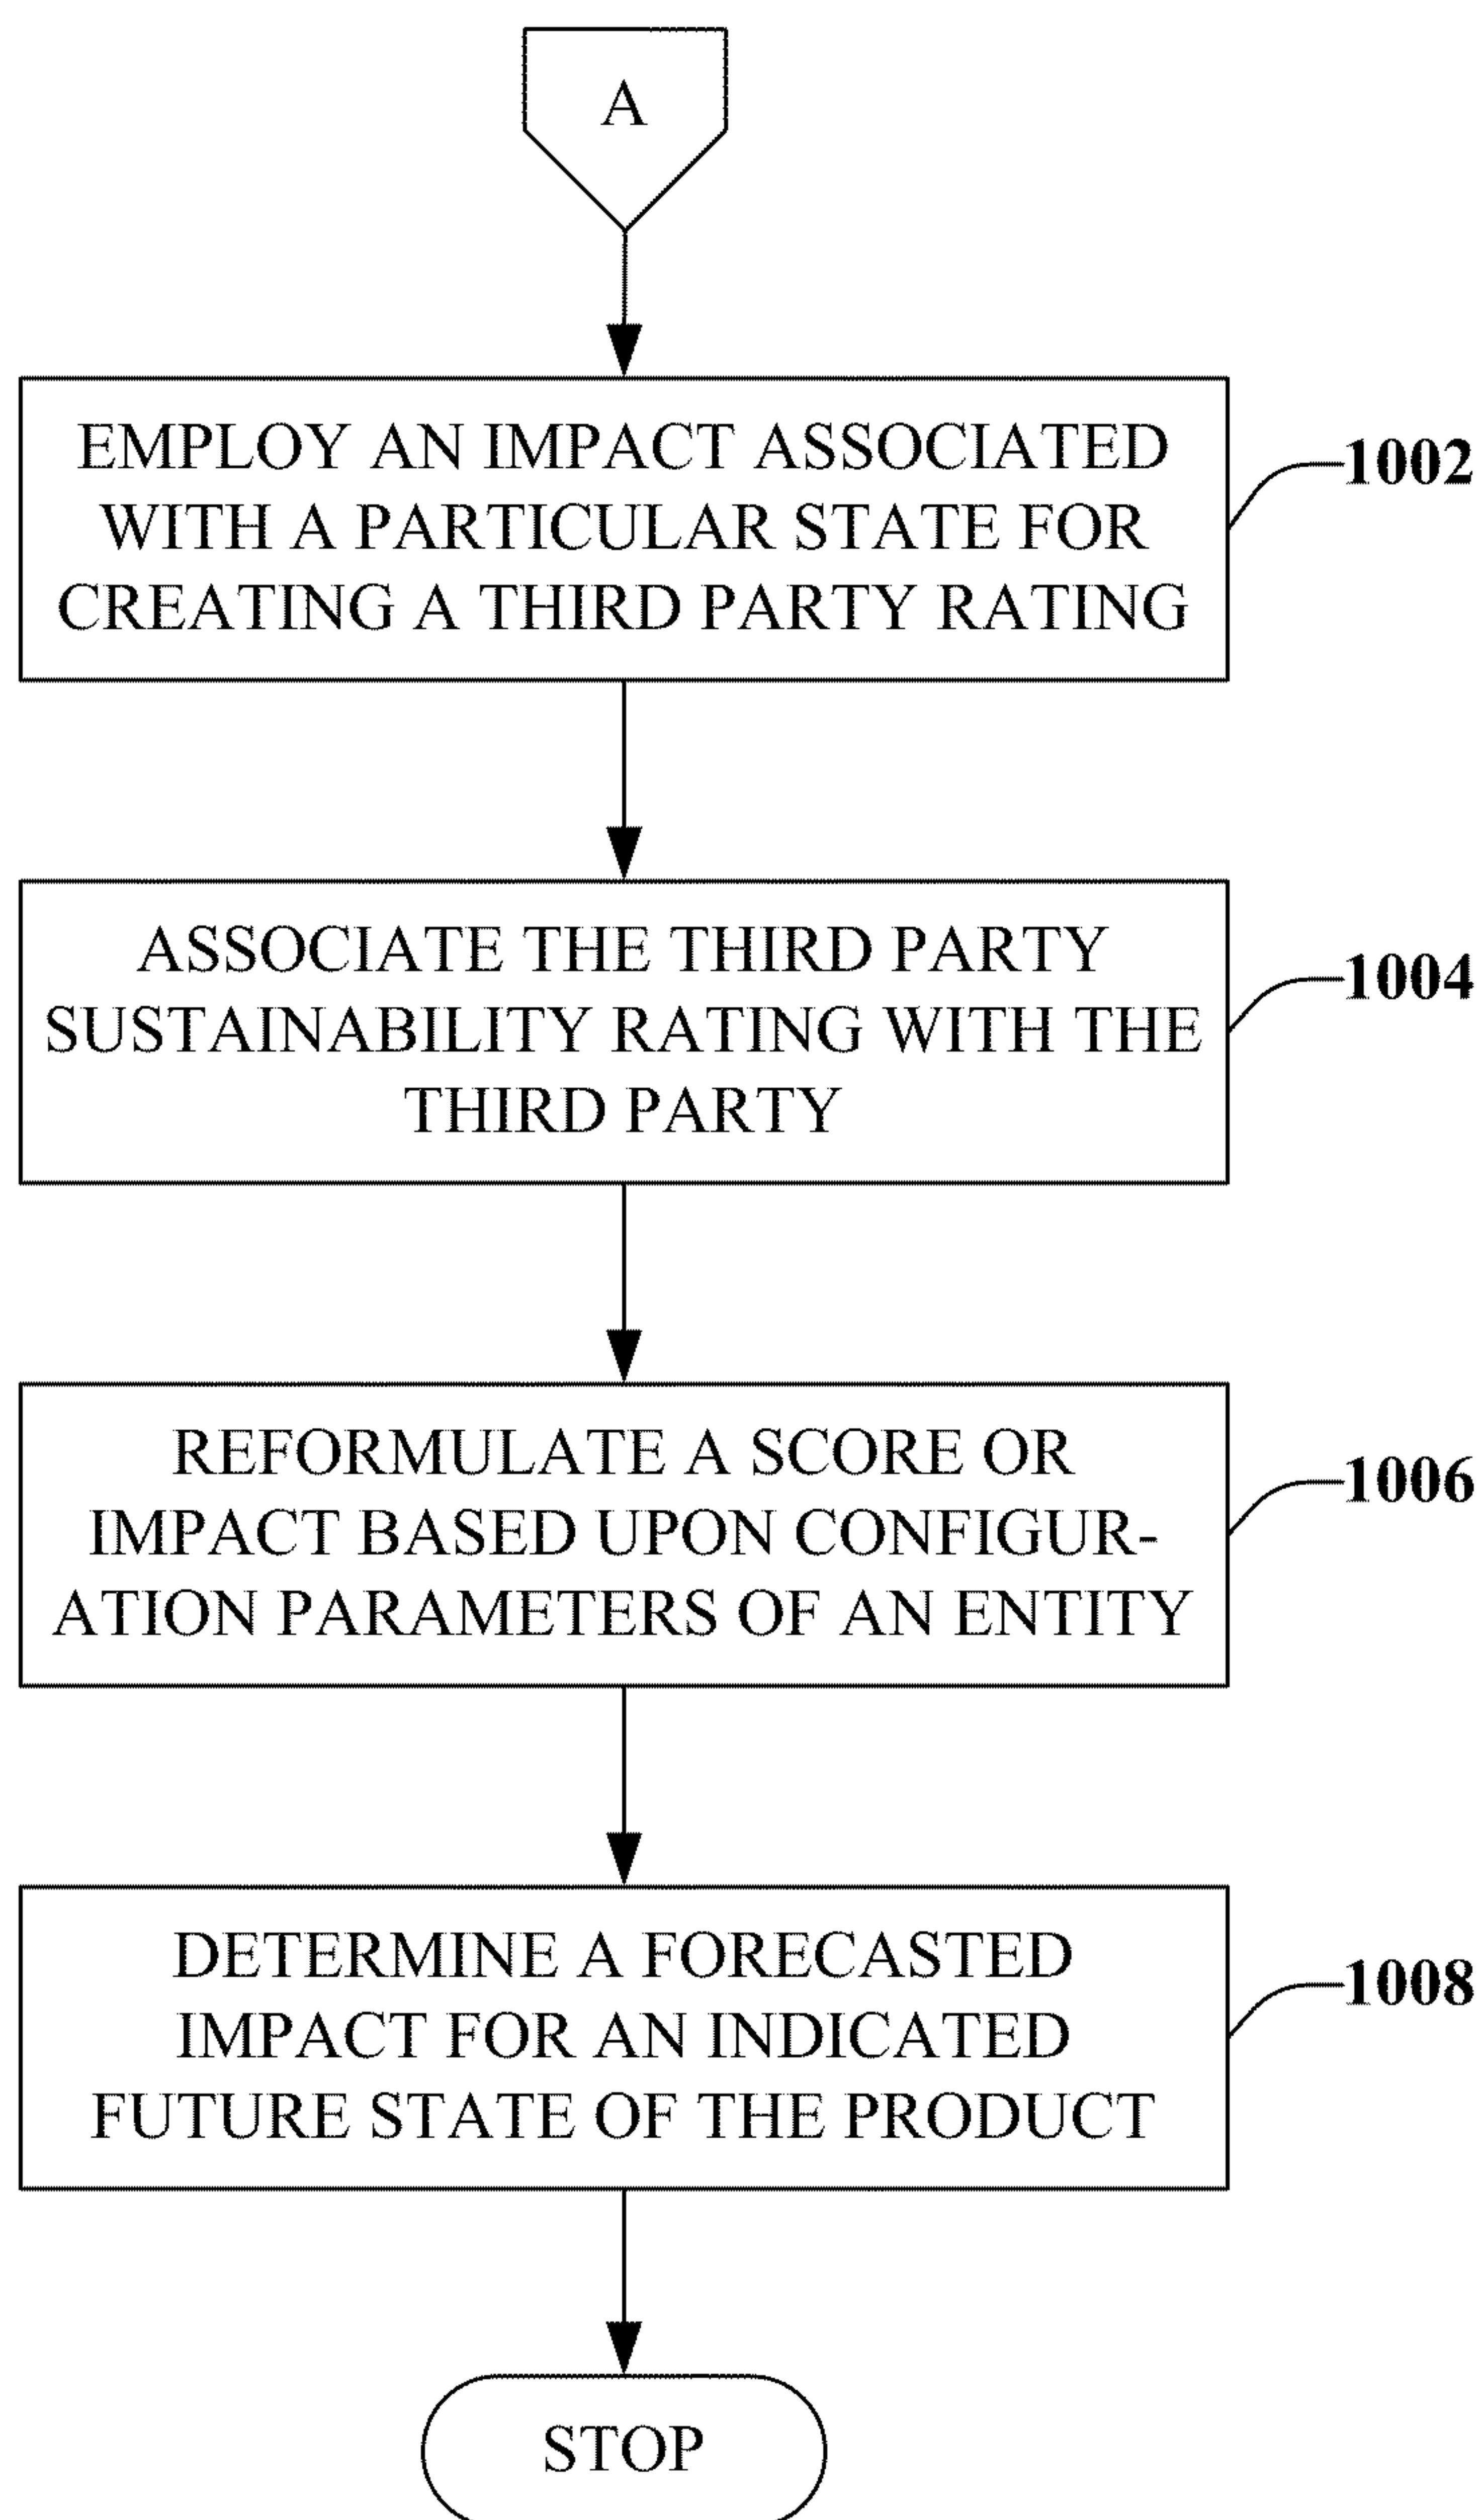 A
EMPLOY AN IMPACT ASSOCIATED
WITH A PARTICULAR STATE FOR
CREATING A THIRD PARTY RATING
1002
ASSOCIATE THE THIRD PARTY
SUSTAINABILITY RATING WITH THE
THIRD PARTY
1004
REFORMULATE A SCORE OR
IMPACT BASED UPON CONFIGUR-
ATION PARAMETERS OF AN ENTITY
1006
DETERMINE A FORECASTED
IMPACT FOR AN INDICATED
FUTURE STATE OF THE PRODUCT
1008
STOP